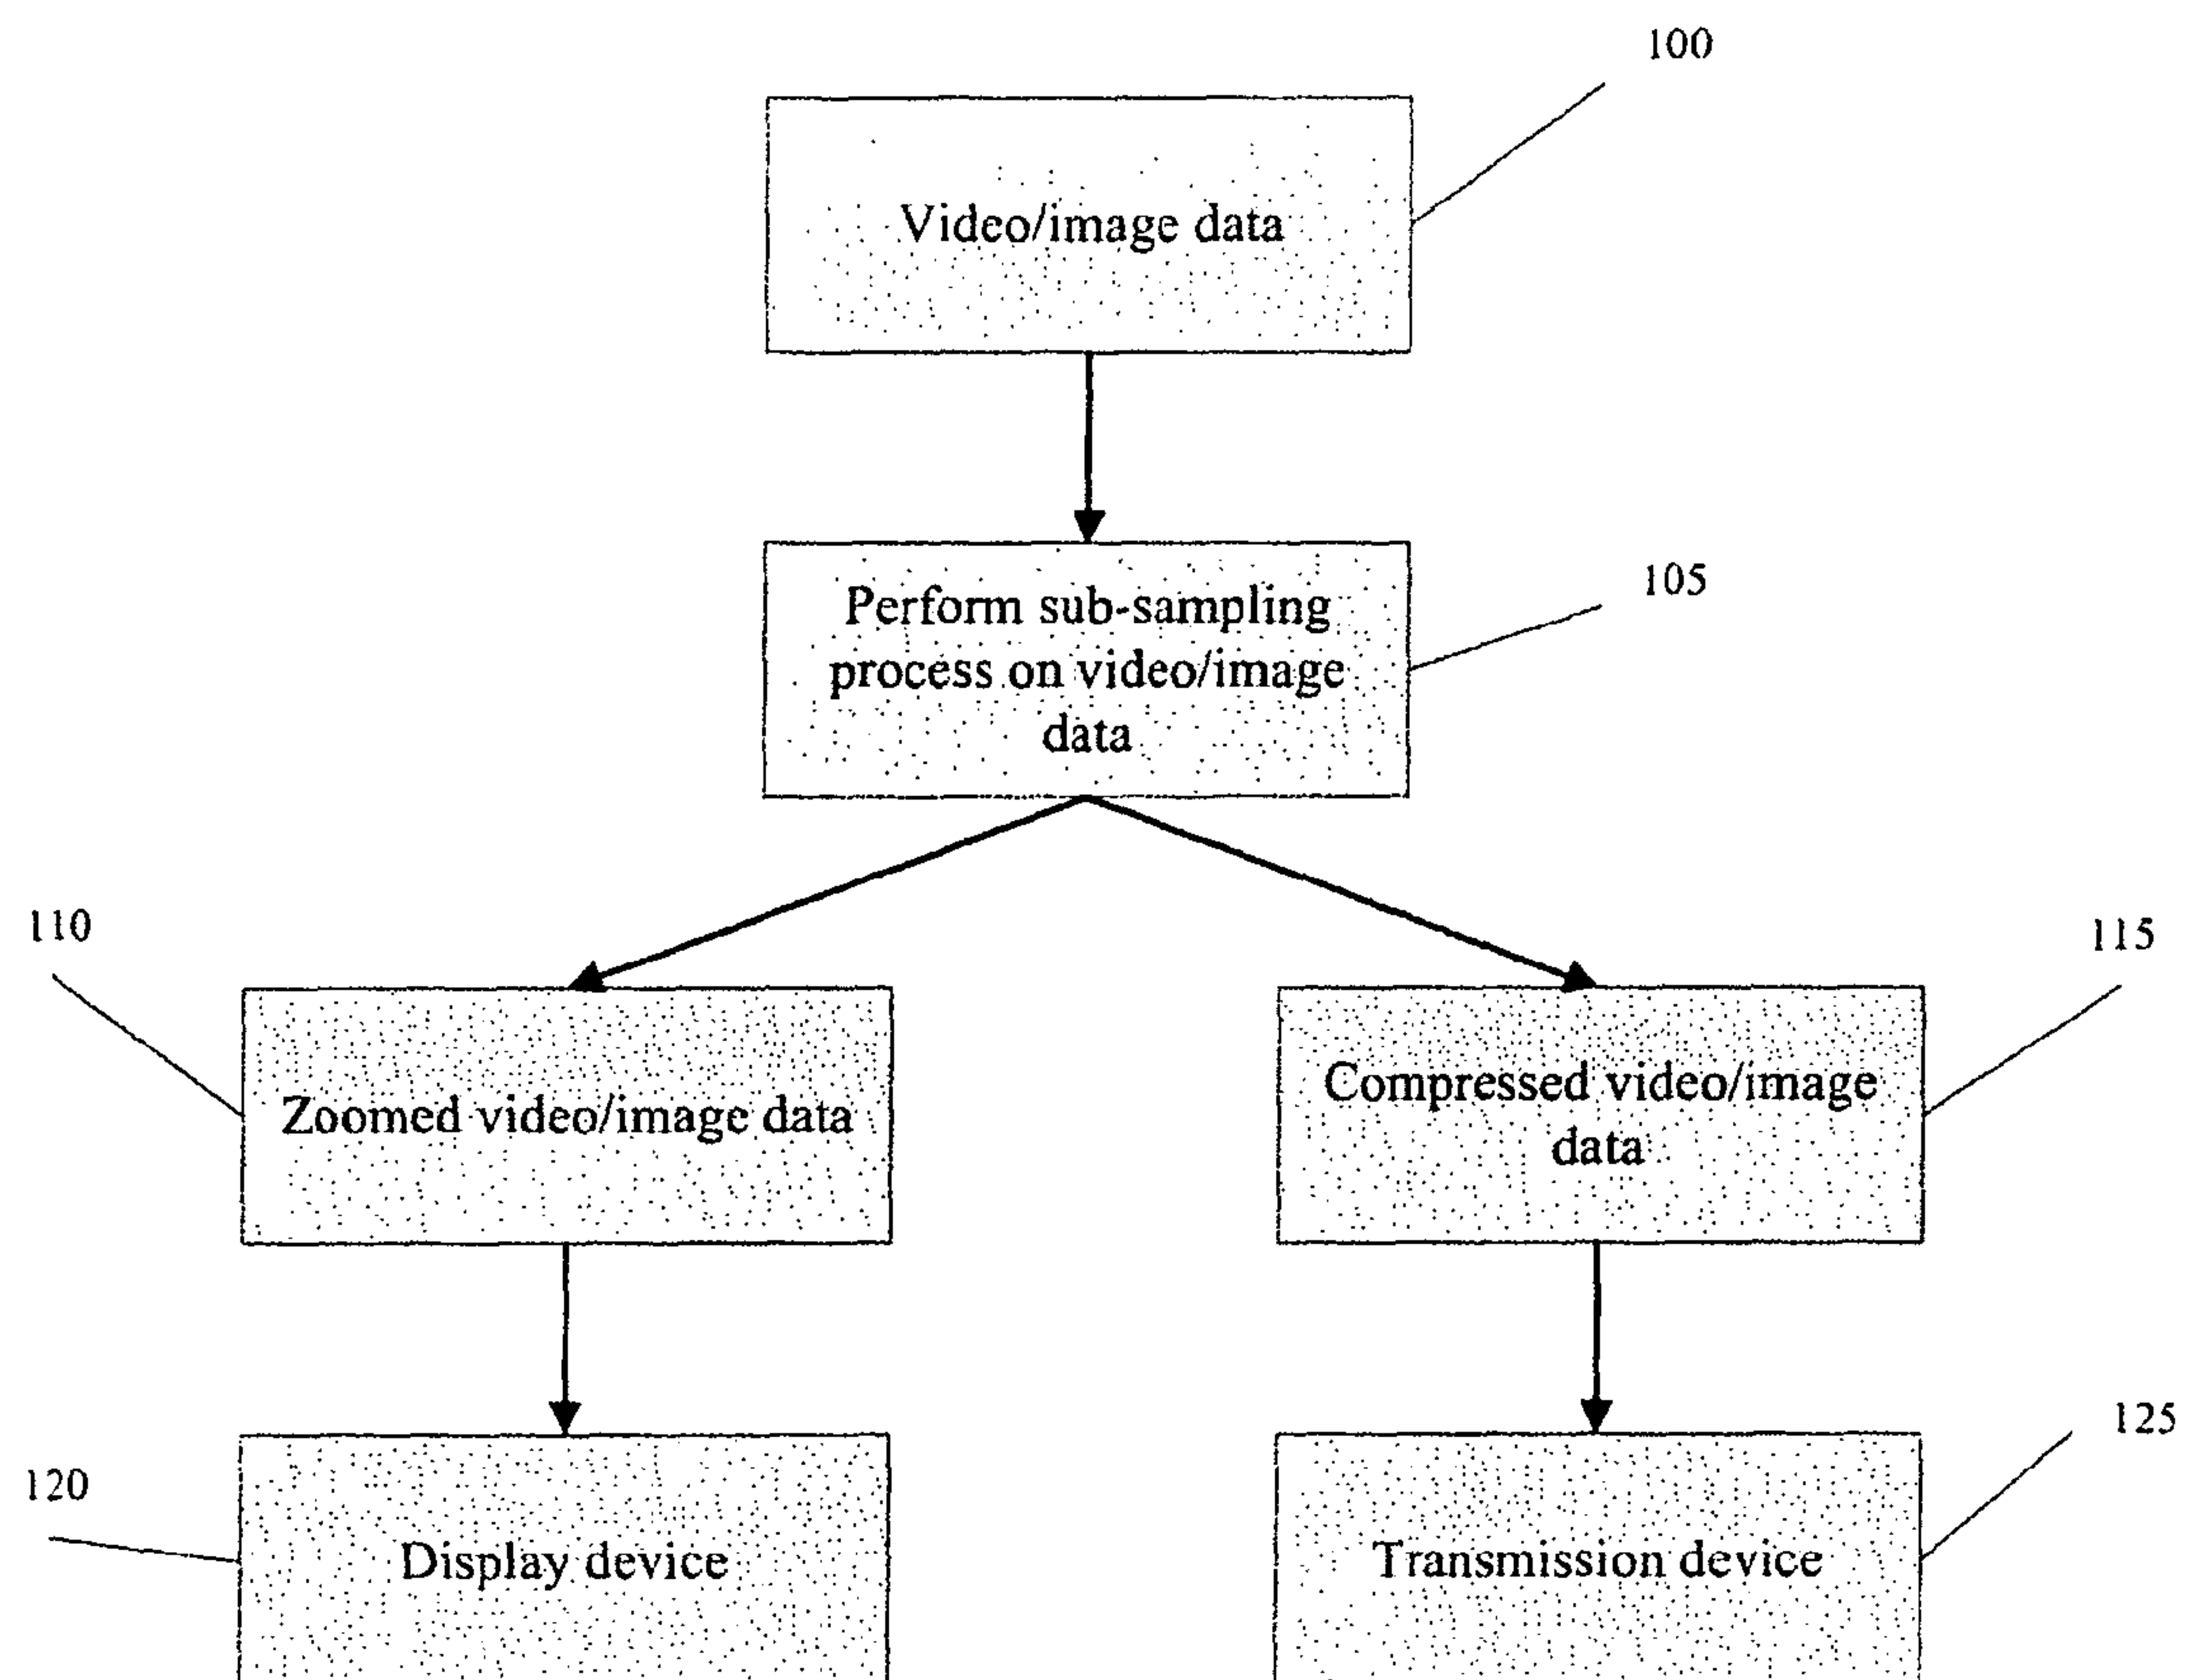 100
Video/image data
Perform sub-sampling
process on video/image
data
105
110
115
Zoomed video/image data
Compressed video/image
data
120
125
Display device
Transmission device